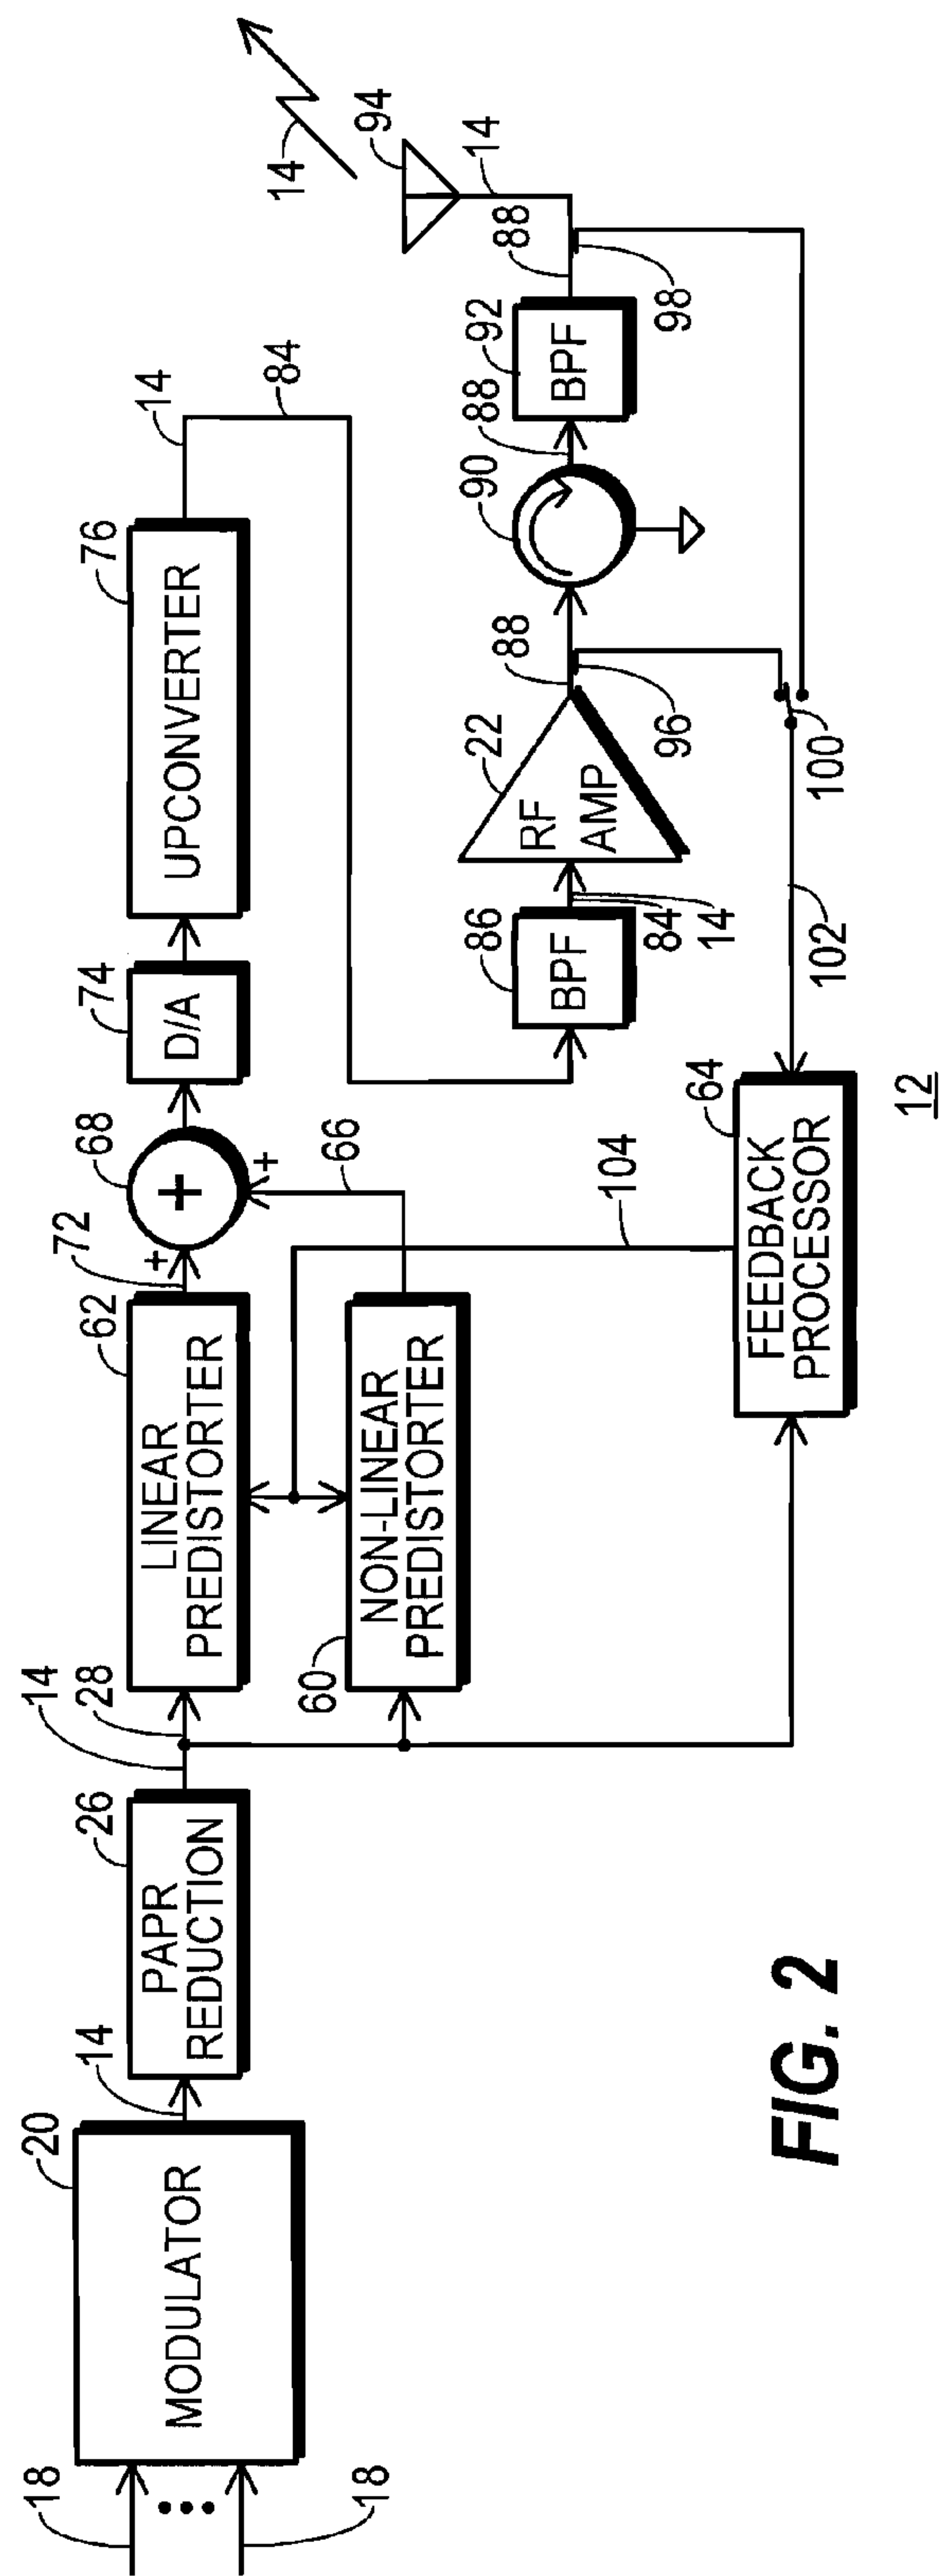 18
18
20
MODULATOR
14
26
PAPR
REDUCTION
14
28
62
LINEAR
PREDISTORTER
72
+
68
+
+
66
74
D/A
76
UPCONVERTER
14
84
60
NON-LINEAR
PREDISTORTER
104
64
FEEDBACK
PROCESSOR
102
100
86
BPF
84
14
22
RF
AMP
88
96
90
88
92
BPF
88
98
14
94
14
FIG. 2
12